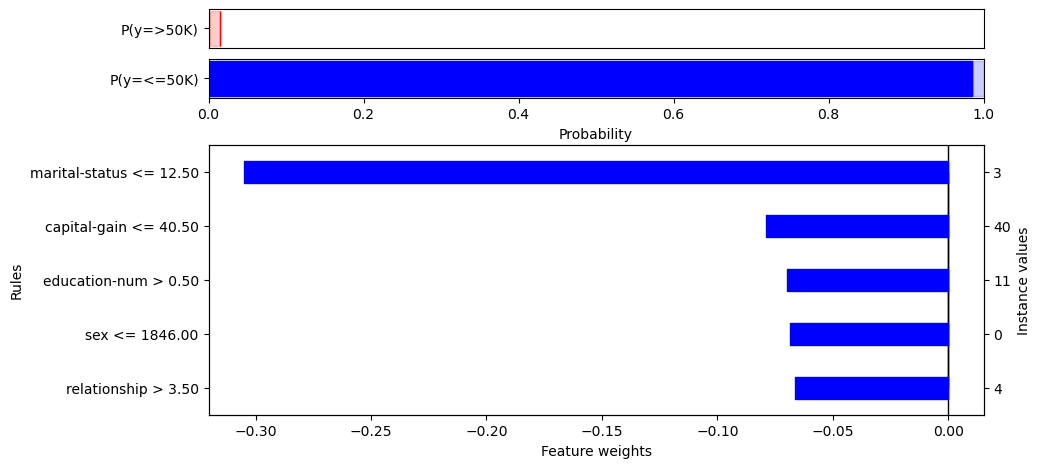 P(y=>50K)
P(y=<=50K)
0.0 0.2 0.4 0.6 0.8 1.0
Probability
marital-status <= 12.50 3
capital-gain <= 40.50 40
education-num > 0.50 11
sex <= 1846.00 0
relationship > 3.50 4
Rules
Instance values
−0.30 −0.25 −0.20 −0.15 −0.10 −0.05 0.00
Feature weights